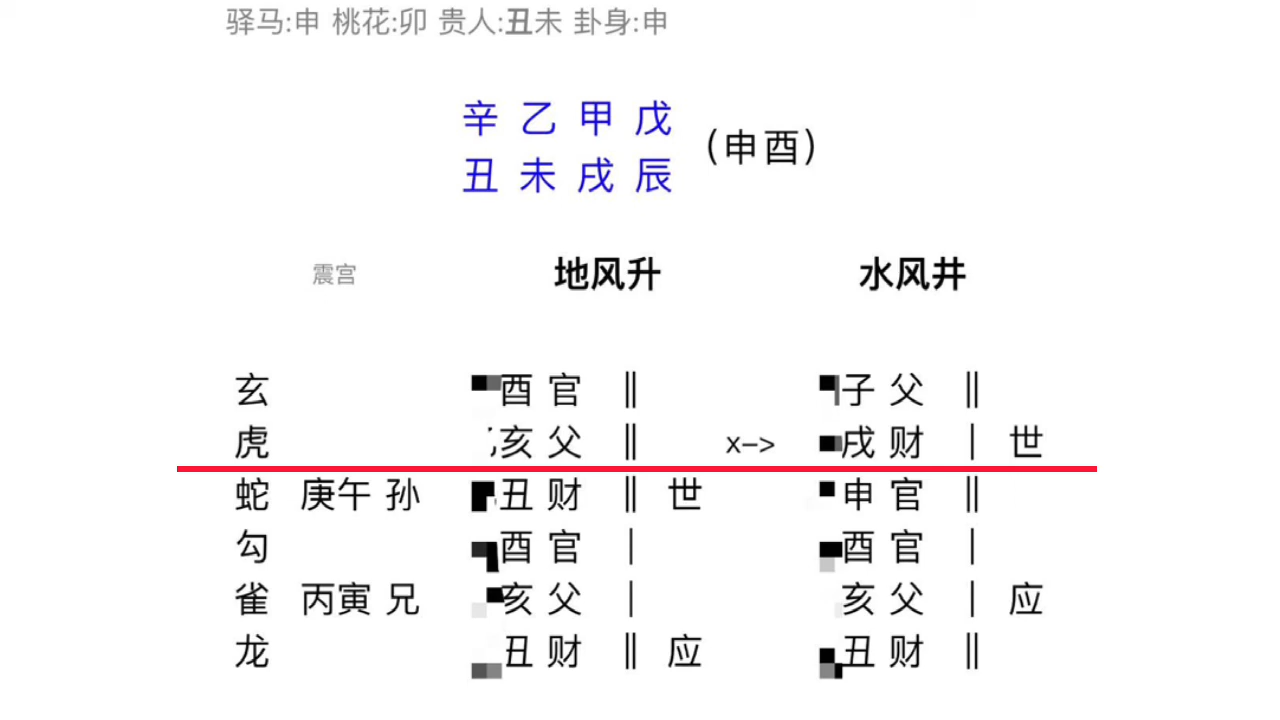 驿马:申 桃花:卯 贵人:丑未 卦身:申
辛 乙 甲 戊
(申酉)
丑 未 戌 辰
震宫 地风升 水风井
玄 酉 官 ‖ 子 父 ‖
虎 亥 父 ‖ x–> 戌 财 | 世
蛇 庚午 孙 丑 财 ‖ 世 申 官 ‖
勾 酉 官 | 酉 官 |
雀 丙寅 兄 亥 父 | 亥 父 | 应
龙 丑 财 ‖ 应 丑 财 ‖